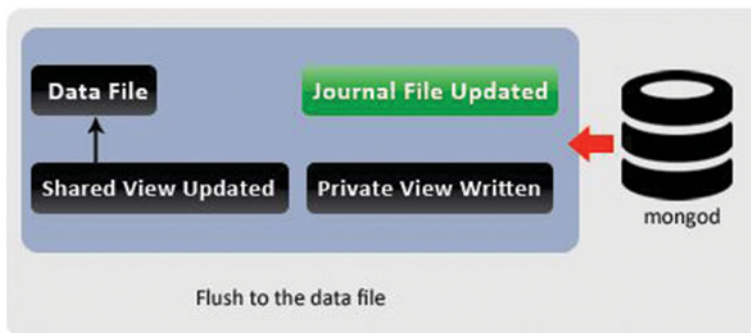 Data File
Journal File Updated
Shared View Updated
Private View Written
mongod
Flush to the data file